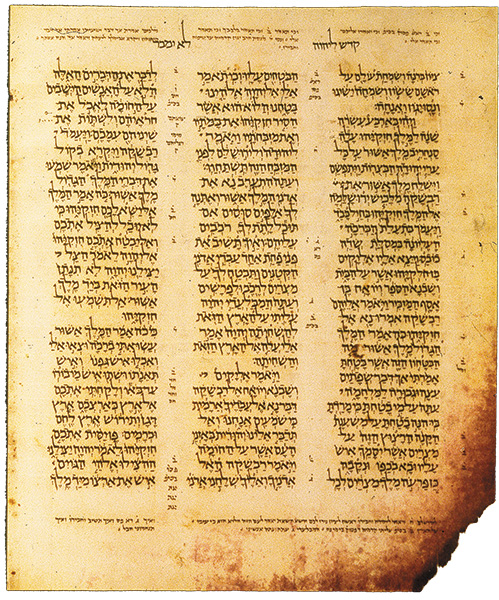 קדש ליהוה
לא ימכר
ציון ברנה ושמחת עולם על
ראשם ששון ושמחה ישיגו
ונסו יגון ואנחה
ויהי בארבע עשרה
שנה למלך חזקיהו עלה
סנחריב מלך אשור על כל
ערי יהודה הבצרות ויתפשם
וישלח מלך אשור את
רבשקה מלכיש ירושלמה
אל המלך חזקיהו בחיל כבד
ויעמד בתעלת הברכה
העליונה במסלת שדה
כובס ויצא אליו אליקים
בן חלקיהו אשר על הבית
ושבנא הספר ויואח בן
אסף המזכיר ויאמר אליהם
רבשקה אמרו נא אל
חזקיהו כה אמר המלך
הגדול מלך אשור מה
הבטחון הזה אשר בטחת
אמרתי אך דבר שפתים
עצה וגבורה למלחמה
עתה על מי בטחת כי מרדת
בי הנה בטחת על משענת
הקנה הרצוץ הזה על
מצרים אשר יסמך איש
עליו ובא בכפו ונקבה
כן פרעה מלך מצרים לכל
הבטחים עליו וכי תאמר
אלי אל יהוה אלהינו
בטחנו הלוא הוא אשר
הסיר חזקיהו את במתיו
ואת מזבחתיו ויאמר
ליהודה ולירושלם לפני
המזבח הזה תשתחוו
ועתה התערב נא את
אדני המלך אשור ואתנה
לך אלפים סוסים אם
תוכל לתת לך רכבים
עליהם ואיך תשיב את
פני פחת אחד עבדי אדני
הקטנים ותבטח לך על
מצרים לרכב ולפרשים
ועתה המבלעדי יהוה
עליתי על הארץ הזאת
להשחיתה יהוה אמר
אלי עלה אל הארץ הזאת
והשחיתה
ויאמר אליקים
ושבנא ויואח אל רבשקה
דבר נא אל עבדיך ארמית
כי שמעים אנחנו ואל
תדבר אלינו יהודית באזני
העם אשר על החומה
ויאמר רבשקה האל
אדניך ואליך שלחני אדני
לדבר את הדברים האלה
הלא על האנשים הישבים
על החומה לאכל את
חראיהם ולשתות את
שיניהם עמכם ויעמד
רבשקה ויקרא בקול
גדול יהודית ויאמר שמעו
את דברי המלך הגדול
מלך אשור כה אמר המלך
אל ישא לכם חזקיהו כי
לא יוכל להציל אתכם
ואל יבטח אתכם חזקיהו
אל יהוה לאמר הצל
יצילנו יהוה לא תנתן
העיר הזאת ביד מלך
אשור אל תשמעו אל
חזקיהו
כי כה אמר המלך אשור
עשו אתי ברכה וצאו אלי
ואכלו איש גפנו ואיש
תאנתו ושתו איש מי בורו
עד באי ולקחתי אתכם
אל ארץ כארצכם ארץ
דגן ותירוש ארץ לחם
וכרמים פן יסית אתכם
חזקיהו לאמר יהוה יצילנו
ההצילו אלהי הגוים
איש את ארצו מיד מלך